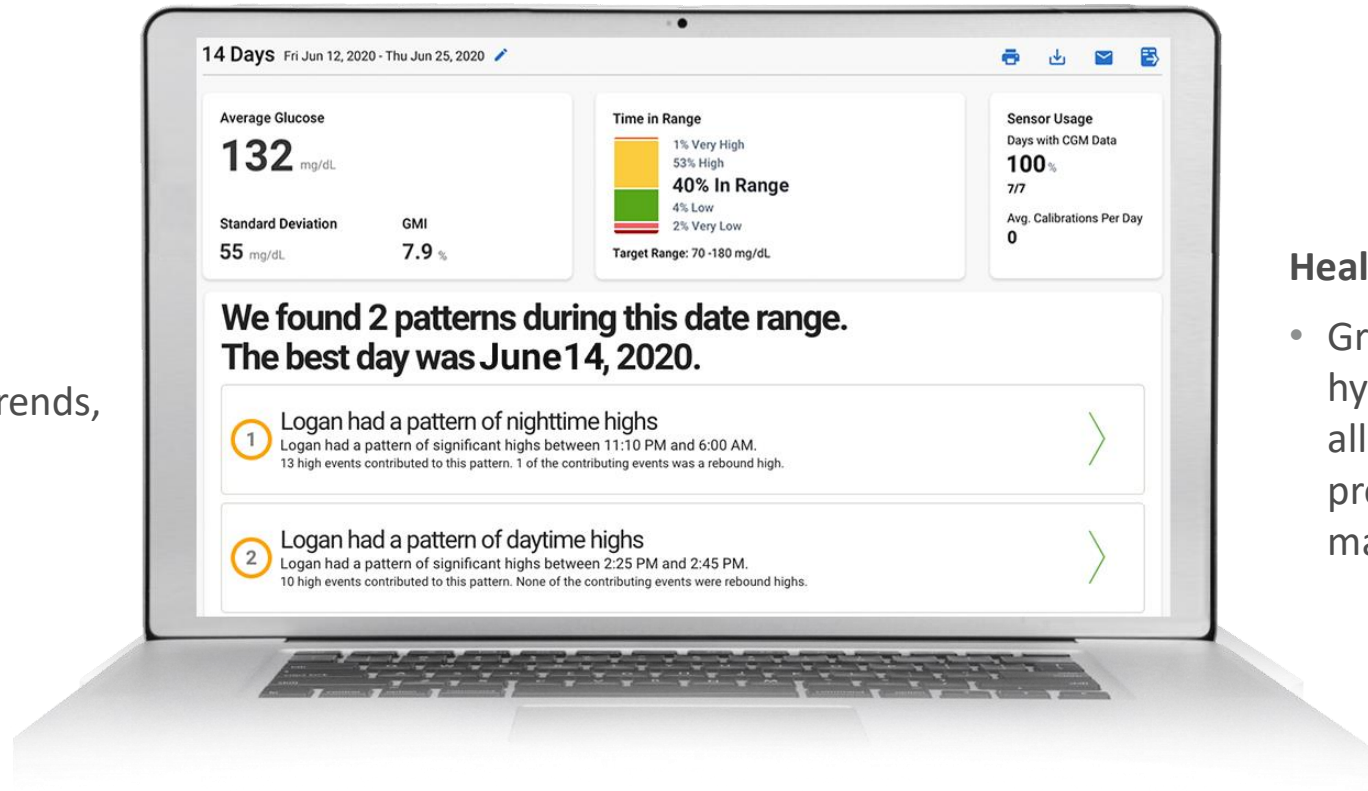 14 Days Fri Jun 12, 2020 - Thu Jun 25, 2020
Average Glucose
132 mg/dL
Standard Deviation GMI
55 mg/dL 7.9 %
Time in Range
1% Very High
53% High
40% In Range
4% Low
2% Very Low
Target Range: 70 -180 mg/dL
Sensor Usage
Days with CGM Data
100 %
7/7
Avg. Calibrations Per Day
0
We found 2 patterns during this date range.
The best day was June 14, 2020.
1 Logan had a pattern of nighttime highs
Logan had a pattern of significant highs between 11:10 PM and 6:00 AM.
13 high events contributed to this pattern. 1 of the contributing events was a rebound high.
2 Logan had a pattern of daytime highs
Logan had a pattern of significant highs between 2:25 PM and 2:45 PM.
10 high events contributed to this pattern. None of the contributing events were rebound highs.
rends,
Heal
• Gr
hy
all
pro
ma